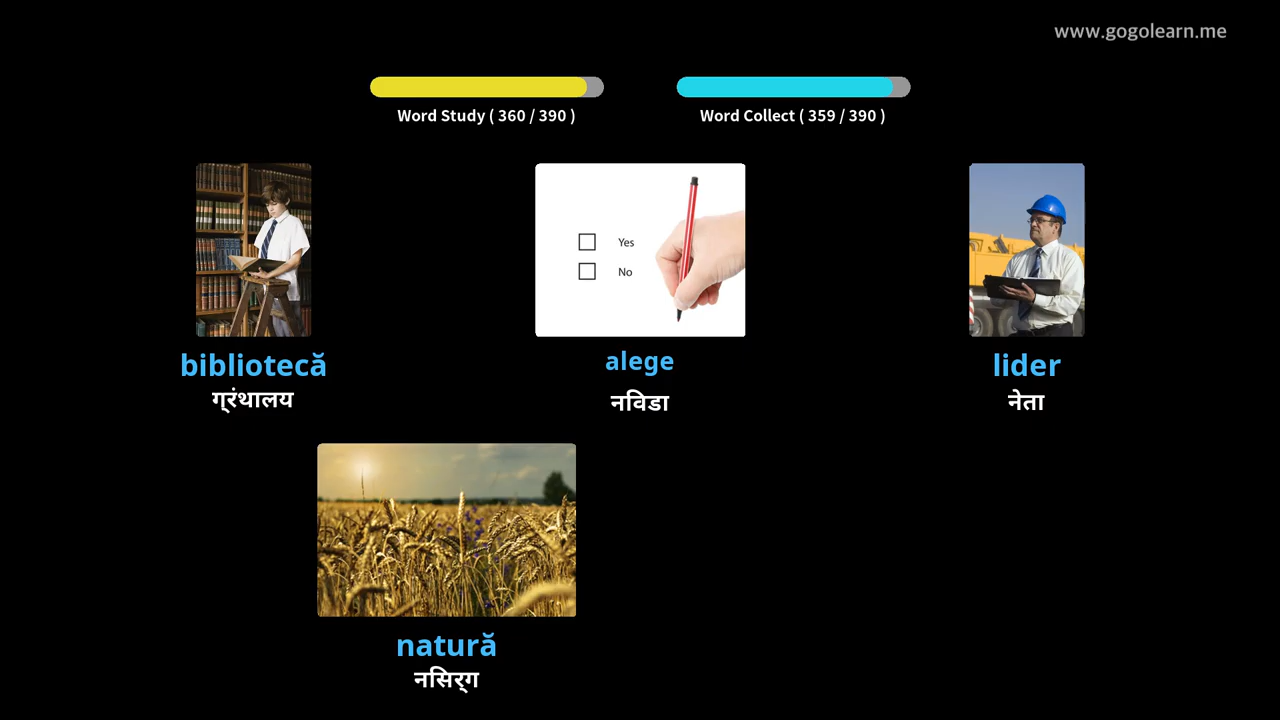 www.gogolearn.me
Word Study ( 360 / 390 )
Word Collect ( 359 / 390 )
Yes
No
bibliotecă
ग्रंथालय
alege
नविडा
lider
नेता
natură
नसिर्ग